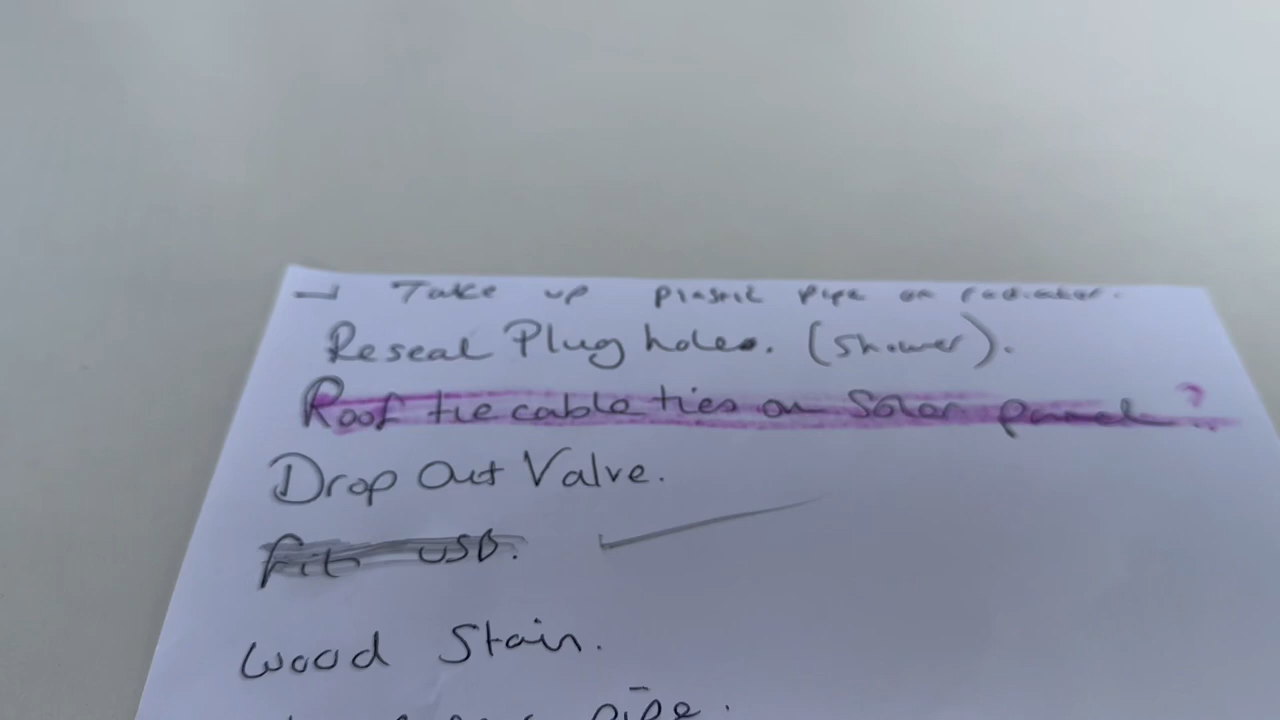 Take up plastic pipe on radiator.
Reseal Plug holes. (Shower).
Roof tie cable ties on Solar panel?
Drop Out Valve.
Fit USB.
Wood Stain.
pipe.